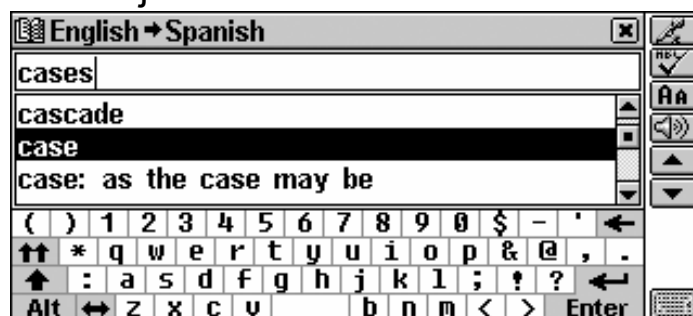 English → Spanish
cases
cascade
case
case: as the case may be
( ) 1 2 3 4 5 6 7 8 9 0 $ - '
* q w e r t y u i o p & @ , .
: a s d f g h j k l ; ! ?
Alt z x c v b n m < > Enter
ABC
AA